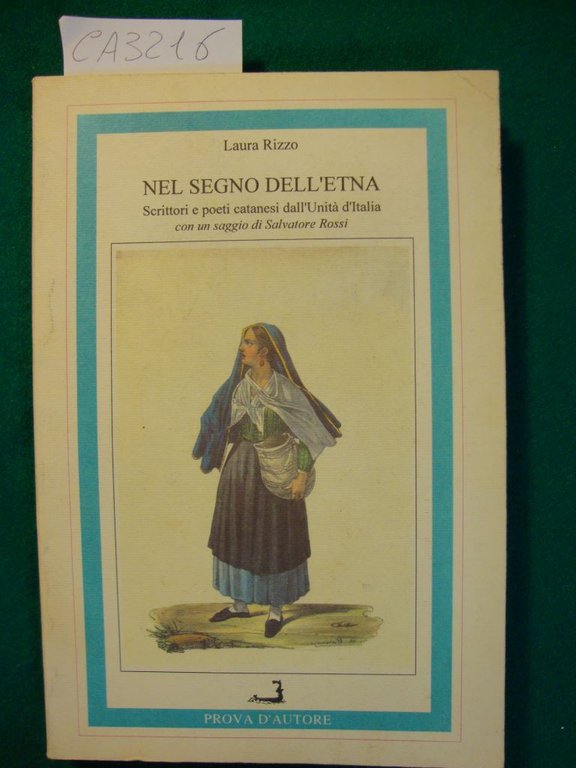 CA3216
Laura Rizzo
NEL SEGNO DELL'ETNA
Scrittori e poeti catanesi dall'Unità d'Italia
con un saggio di Salvatore Rossi
PROVA D'AUTORE